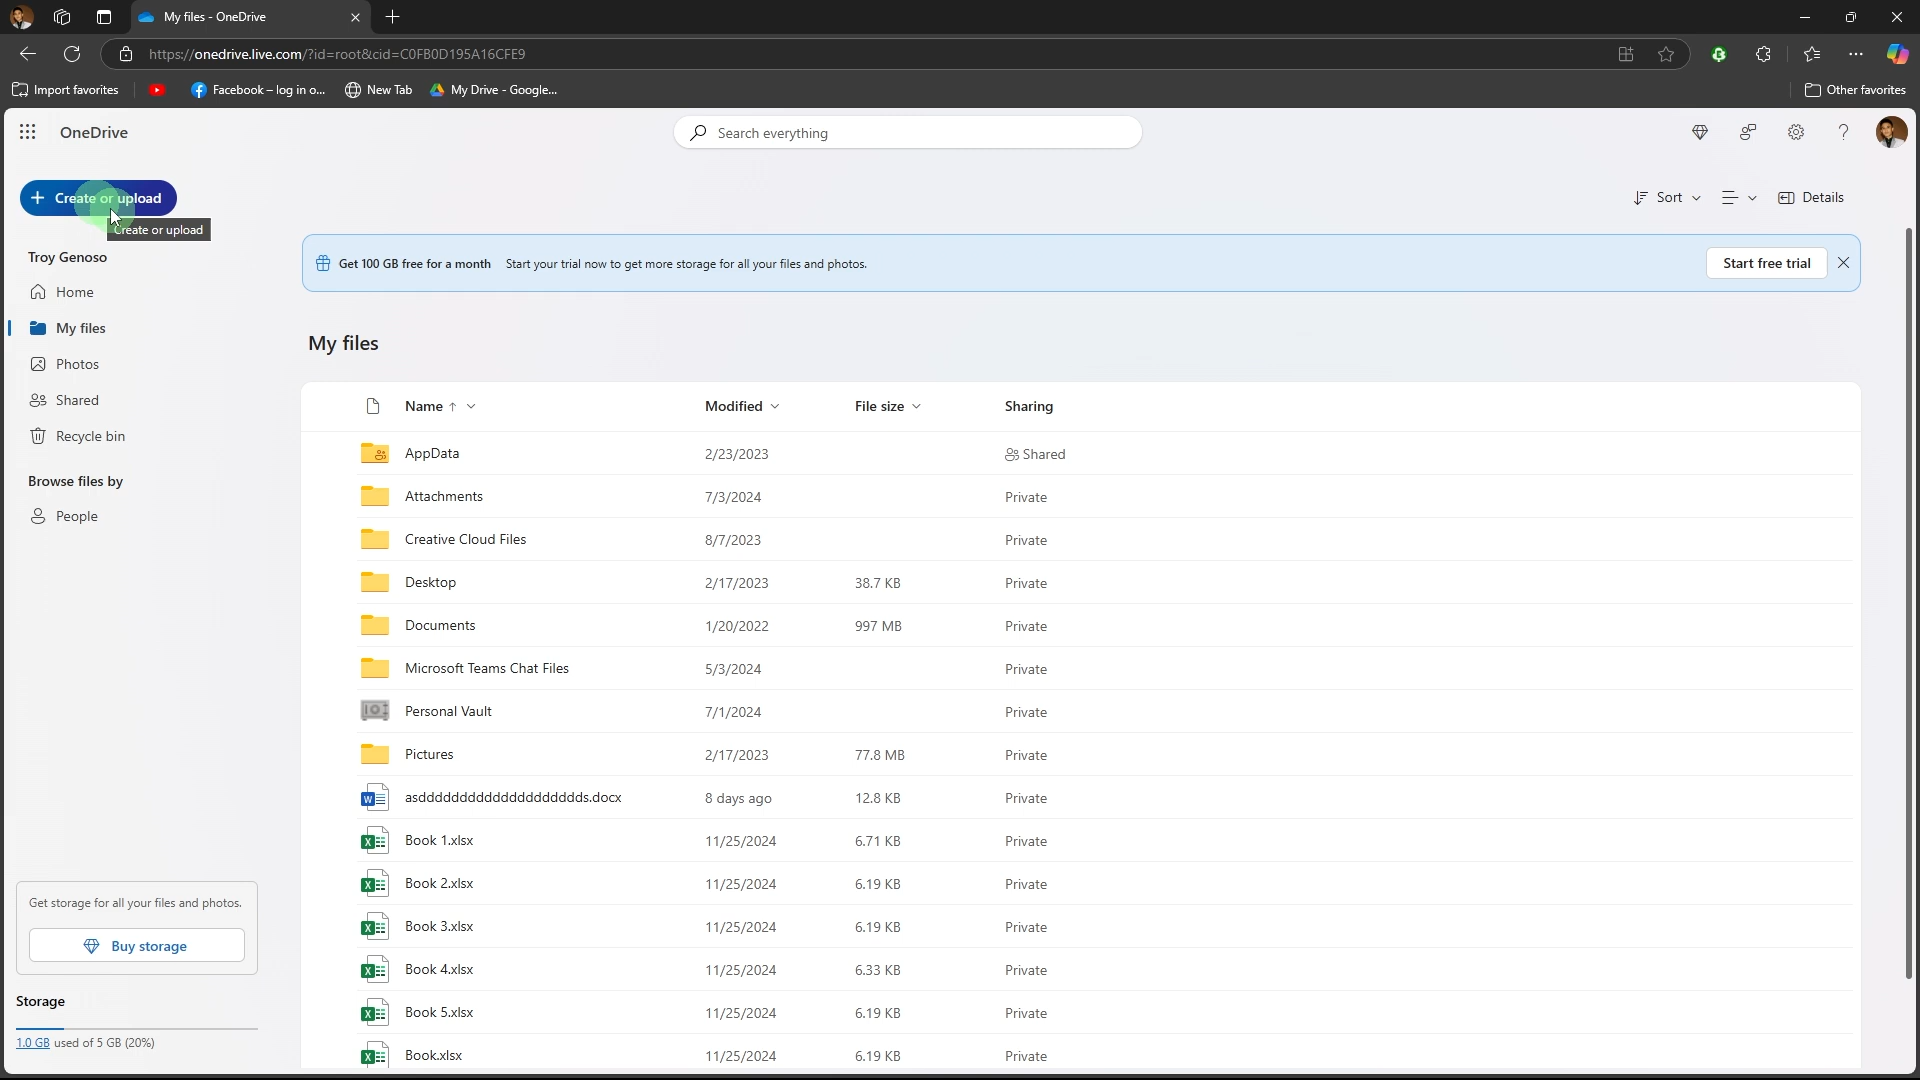 My files - OneDrive
https://onedrive.live.com/?id=root&cid=C0FB0D195A16CFE9
Import favorites
Facebook – log in o...
New Tab
My Drive - Google...
Other favorites
OneDrive
Search everything
+ Create or upload
Create or upload
Sort
Details
Troy Genoso
Home
My files
Photos
Shared
Recycle bin
Browse files by
People
Get 100 GB free for a month Start your trial now to get more storage for all your files and photos.
Start free trial
My files
Name ↑ Modified File size Sharing
AppData 2/23/2023 Shared
Attachments 7/3/2024 Private
Creative Cloud Files 8/7/2023 Private
Desktop 2/17/2023 38.7 KB Private
Documents 1/20/2022 997 MB Private
Microsoft Teams Chat Files 5/3/2024 Private
Personal Vault 7/1/2024 Private
Pictures 2/17/2023 77.8 MB Private
8 days ago 12.8 KB Private
Book 1.xlsx 11/25/2024 6.71 KB Private
Book 2.xlsx 11/25/2024 6.19 KB Private
Book 3.xlsx 11/25/2024 6.19 KB Private
Book 4.xlsx 11/25/2024 6.33 KB Private
Book 5.xlsx 11/25/2024 6.19 KB Private
Book.xlsx 11/25/2024 6.19 KB Private
Get storage for all your files and photos.
Buy storage
Storage
1.0 GB used of 5 GB (20%)